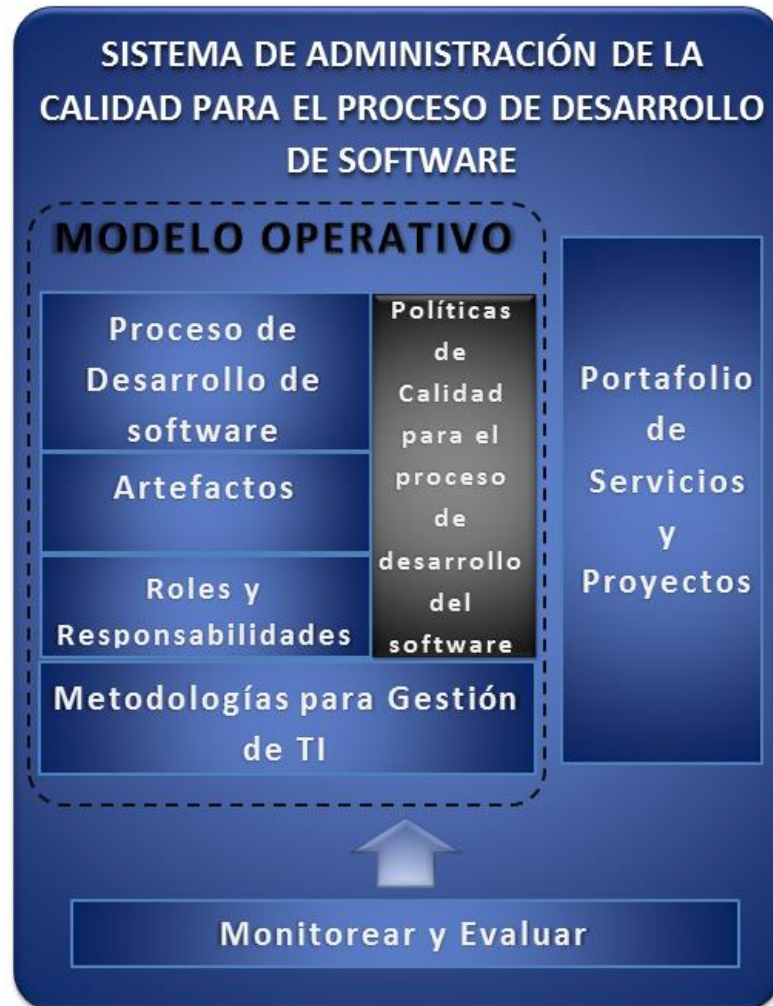 SISTEMA DE ADMINISTRACIÓN DE LA
CALIDAD PARA EL PROCESO DE DESARROLLO
DE SOFTWARE
MODELO OPERATIVO
Proceso de
Desarrollo de
software
Artefactos
Roles y
Responsabilidades
Políticas
de
Calidad
para el
proceso
de
desarrollo
del
software
Metodologías para Gestión
de TI
Portafolio
de
Servicios
y
Proyectos
Monitorear y Evaluar